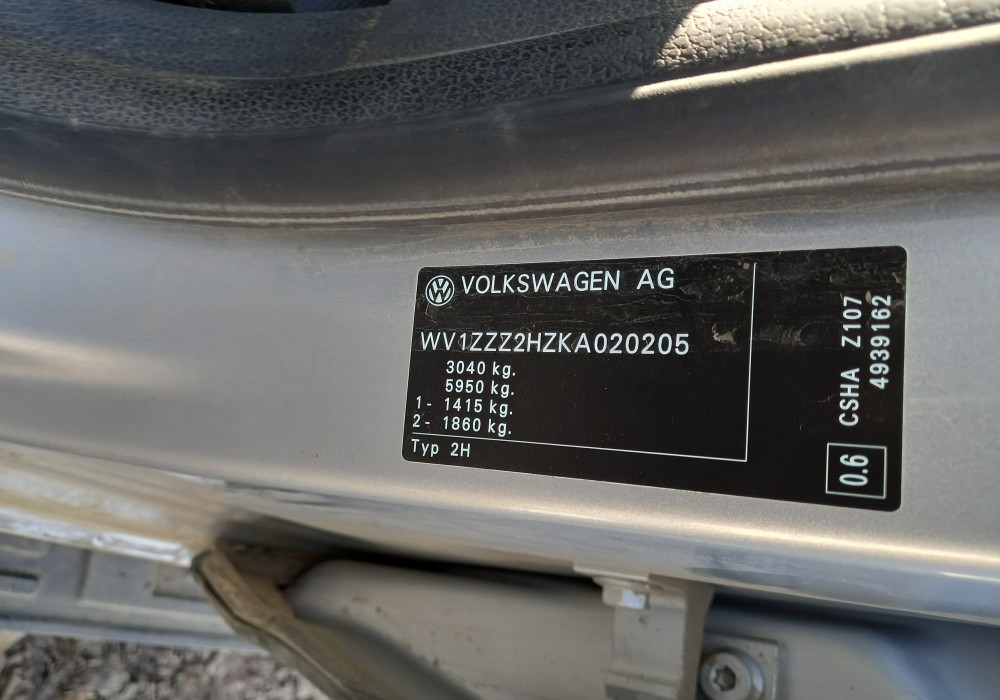 VOLKSWAGEN AG
WV1ZZZ2HZKA020205
3040 kg.
5950 kg.
1- 1415 kg.
2- 1860 kg.
Typ 2H
CSHA Z107
4939162
0.6